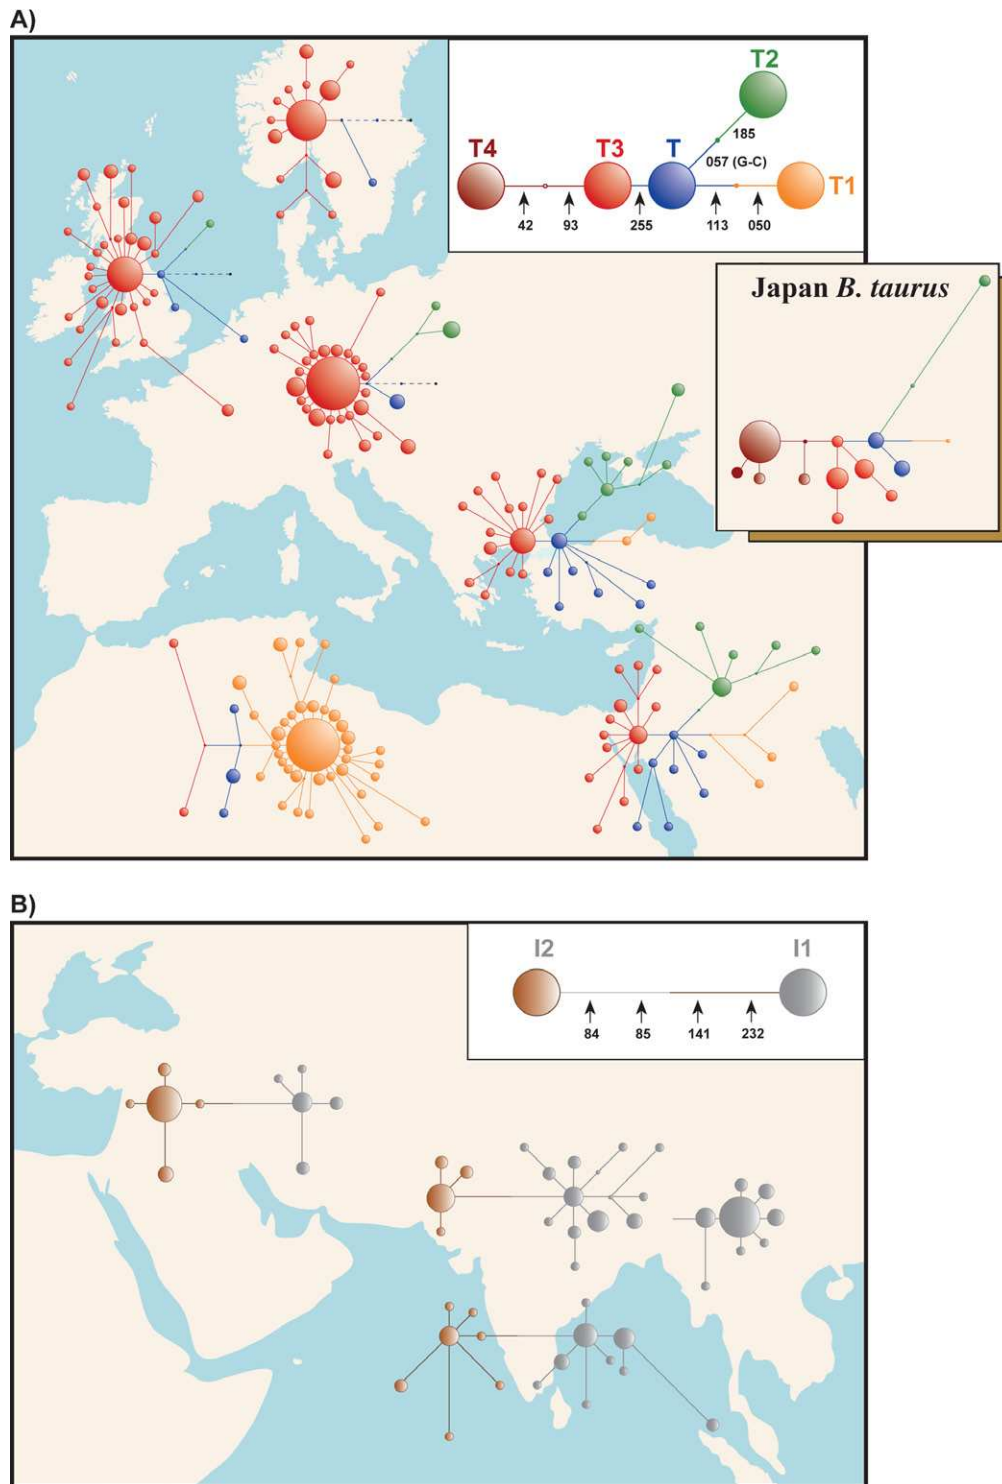 A)
T2
185
057 (G-C)
T4 T3 T T1
42 93 255 113 050
Japan B. taurus
B)
I2 I1
84 85 141 232